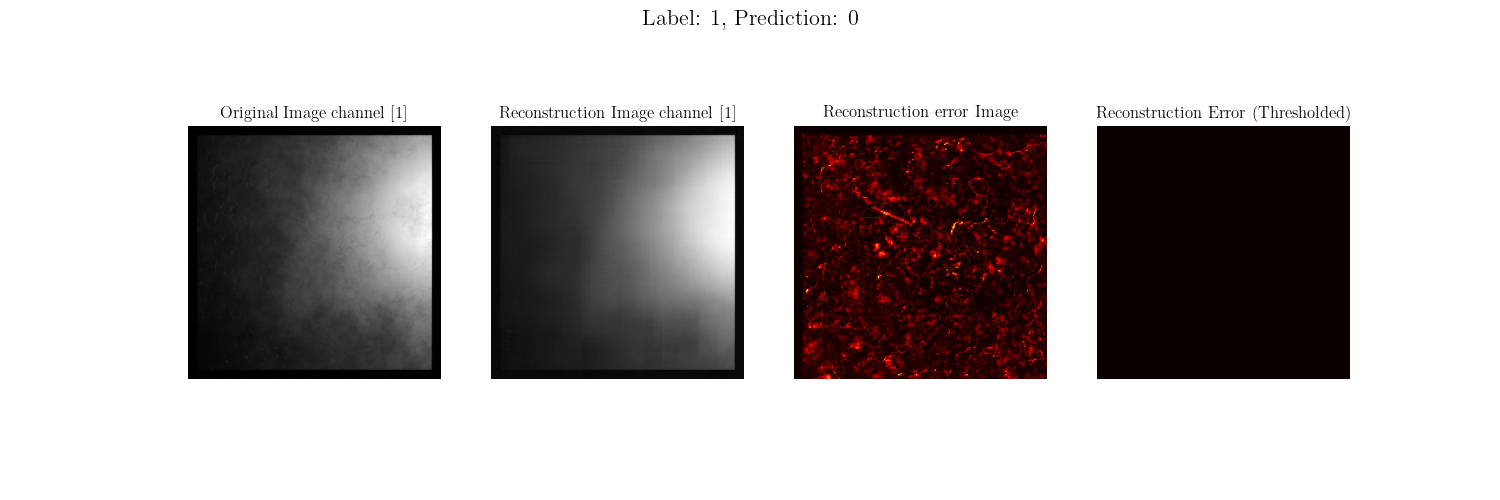 Label: 1, Prediction: 0
Original Image channel [1]
Reconstruction Image channel [1]
Reconstruction error Image
Reconstruction Error (Thresholded)